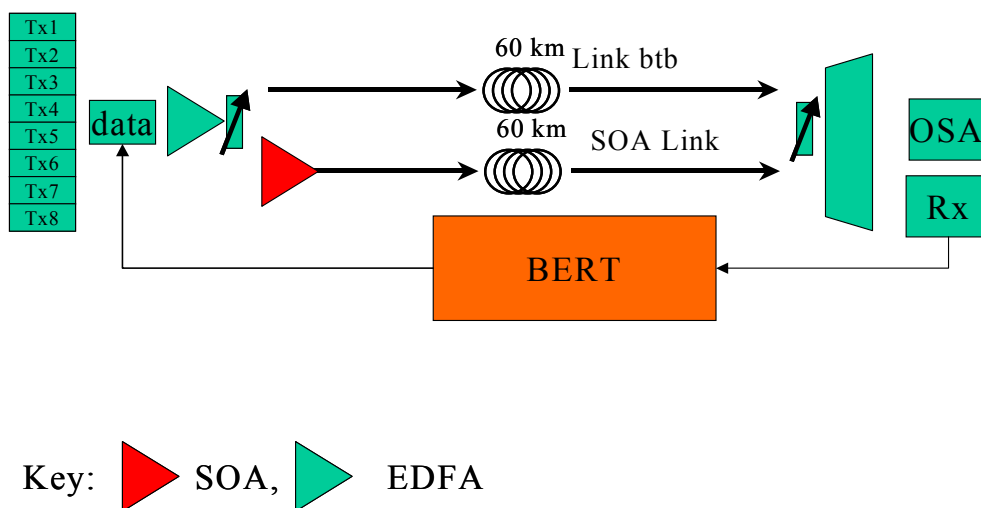 Tx1
Tx2
Tx3
Tx4
Tx5
Tx6
Tx7
Tx8
data
60 km
Link btb
60 km
SOA Link
OSA
Rx
BERT
Key: SOA, EDFA